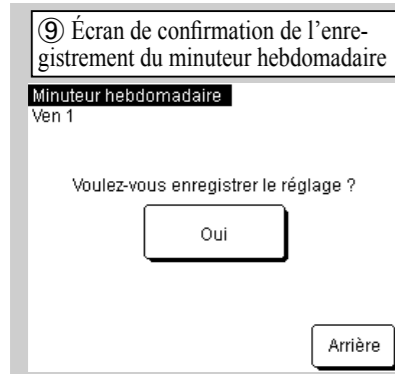 ⑨ Écran de confirmation de l’enre-
gistrement du minuteur hebdomadaire
Minuteur hebdomadaire
Ven 1
Voulez-vous enregistrer le réglage ?
Oui
Arrière